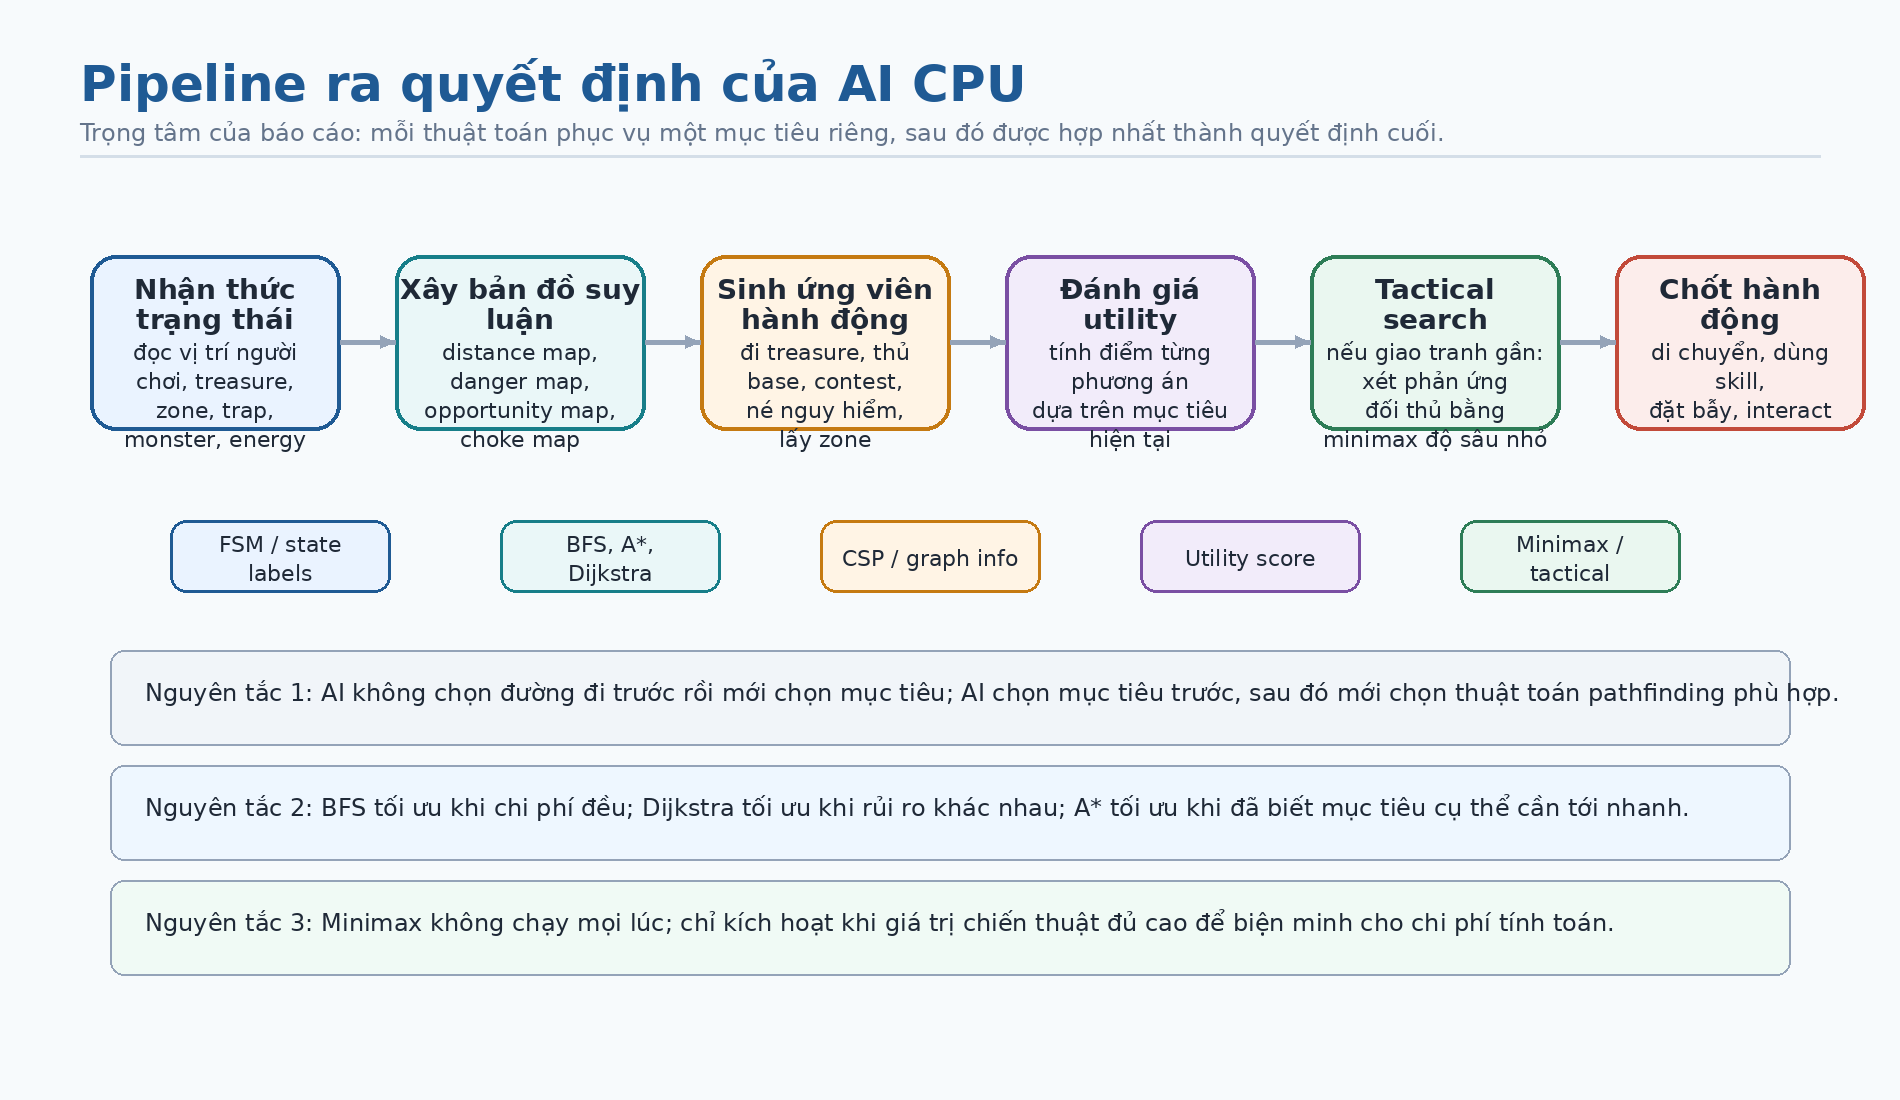 Pipeline ra quyết định của AI CPU
Trọng tâm của báo cáo: mỗi thuật toán phục vụ một mục tiêu riêng, sau đó được hợp nhất thành quyết định cuối.
Nhận thức
trạng thái
đọc vị trí người
chơi, treasure,
zone, trap,
monster, energy
Xây bản đồ suy
luận
distance map,
danger map,
opportunity map,
choke map
Sinh ứng viên
hành động
đi treasure, thủ
base, contest,
né nguy hiểm,
lấy zone
Đánh giá
utility
tính điểm từng
phương án
dựa trên mục tiêu
hiện tại
Tactical
search
nếu giao tranh gần:
xét phản ứng
đối thủ bằng
minimax độ sâu nhỏ
Chốt hành
động
di chuyển, dùng
skill,
đặt bẫy, interact
FSM / state
labels
BFS, A*,
Dijkstra
CSP / graph info
Utility score
Minimax /
tactical
Nguyên tắc 1: AI không chọn đường đi trước rồi mới chọn mục tiêu; AI chọn mục tiêu trước, sau đó mới chọn thuật toán pathfinding phù hợp.
Nguyên tắc 2: BFS tối ưu khi chi phí đều; Dijkstra tối ưu khi rủi ro khác nhau; A* tối ưu khi đã biết mục tiêu cụ thể cần tới nhanh.
Nguyên tắc 3: Minimax không chạy mọi lúc; chỉ kích hoạt khi giá trị chiến thuật đủ cao để biện minh cho chi phí tính toán.